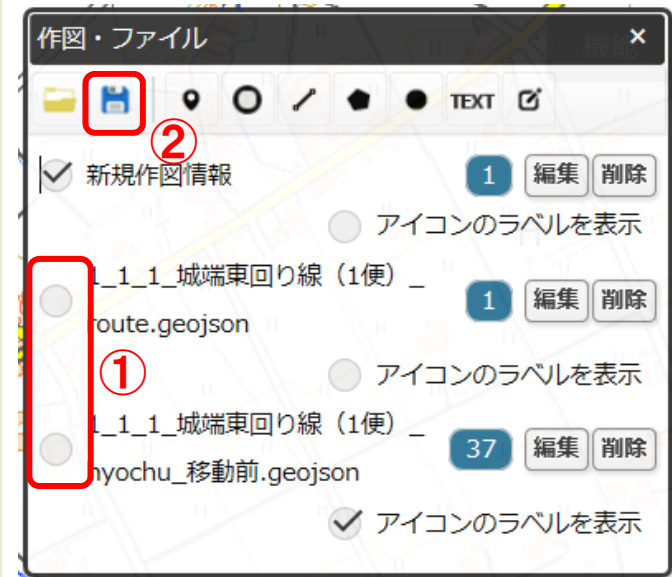 作図・ファイル
×
TEXT
②
新規作図情報 1 編集 削除
アイコンのラベルを表示
1_1_1_城端東回り線（1便）_
route.geojson 1 編集 削除
①
アイコンのラベルを表示
1_1_1_城端東回り線（1便）_
hyochu_移動前.geojson 37 編集 削除
アイコンのラベルを表示